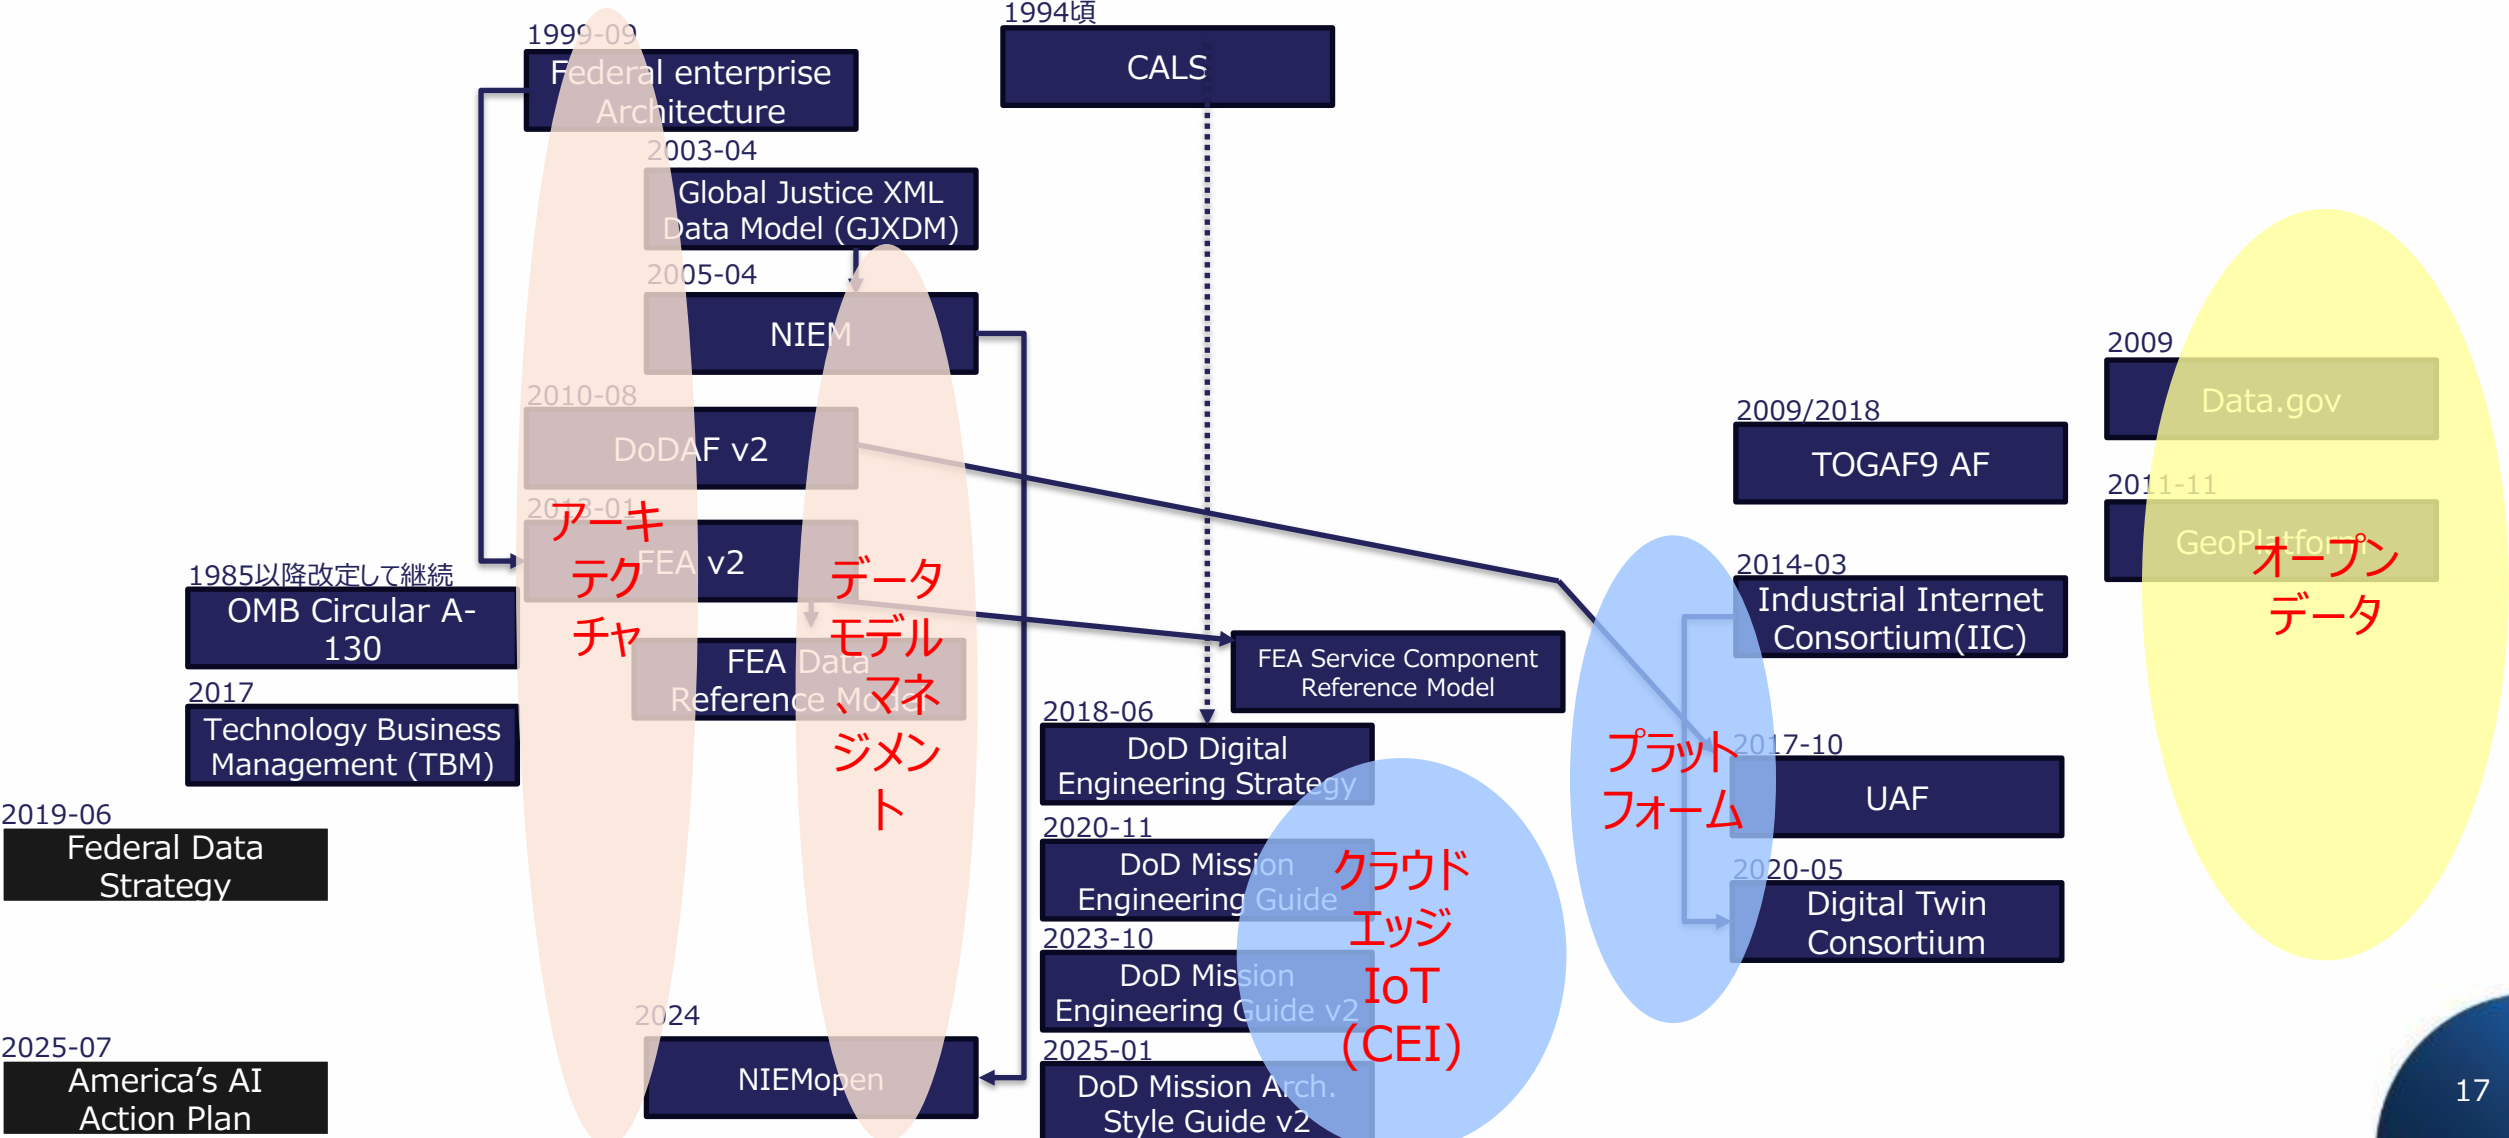 1994頃
CALS
1999-09
Federal enterprise
Architecture
2003-04
Global Justice XML
Data Model (GJXDM)
2005-04
NIEM
2010-08
DoDAF v2
2013-01
FEA v2
FEA Data
Reference Model
2024
NIEMopen
アーキ
テク
チャ
データ
モデル
、マネ
ジメン
ト
1985以降改定して継続
OMB Circular A-
130
2017
Technology Business
Management (TBM)
2019-06
Federal Data
Strategy
2025-07
America’s AI
Action Plan
FEA Service Component
Reference Model
2018-06
DoD Digital
Engineering Strategy
2020-11
DoD Mission
Engineering Guide
2023-10
DoD Mission
Engineering Guide v2
2025-01
DoD Mission Arch.
Style Guide v2
クラウド
エッジ
IoT
(CEI)
プラット
フォーム
2009/2018
TOGAF9 AF
2014-03
Industrial Internet
Consortium(IIC)
2017-10
UAF
2020-05
Digital Twin
Consortium
2009
Data.gov
2011-11
GeoPlatform
オープン
データ
17